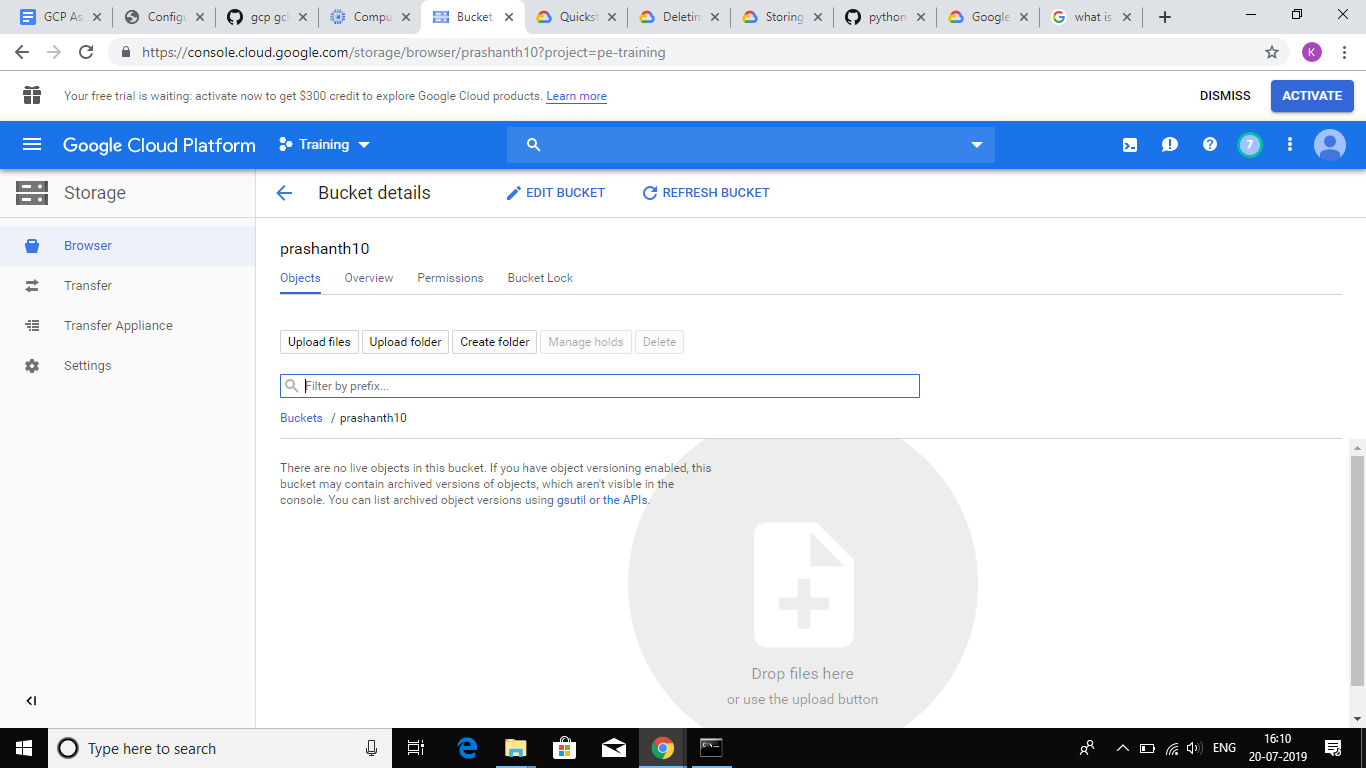 GCP As
Configu
gcp gcl
Compu
Bucket
Quickst
Deletin
Storing
python
Google
what is
https://console.cloud.google.com/storage/browser/prashanth10?project=pe-training
K
Your free trial is waiting: activate now to get $300 credit to explore Google Cloud products. Learn more
DISMISS
ACTIVATE
Google Cloud Platform
Training
7
Storage
Bucket details
EDIT BUCKET
REFRESH BUCKET
Browser
Transfer
Transfer Appliance
Settings
prashanth10
Objects
Overview
Permissions
Bucket Lock
Upload files
Upload folder
Create folder
Manage holds
Delete
Filter by prefix...
Buckets / prashanth10
There are no live objects in this bucket. If you have object versioning enabled, this
bucket may contain archived versions of objects, which aren't visible in the
console. You can list archived object versions using gsutil or the APIs.
Drop files here
or use the upload button
Type here to search
ENG
16:10
20-07-2019